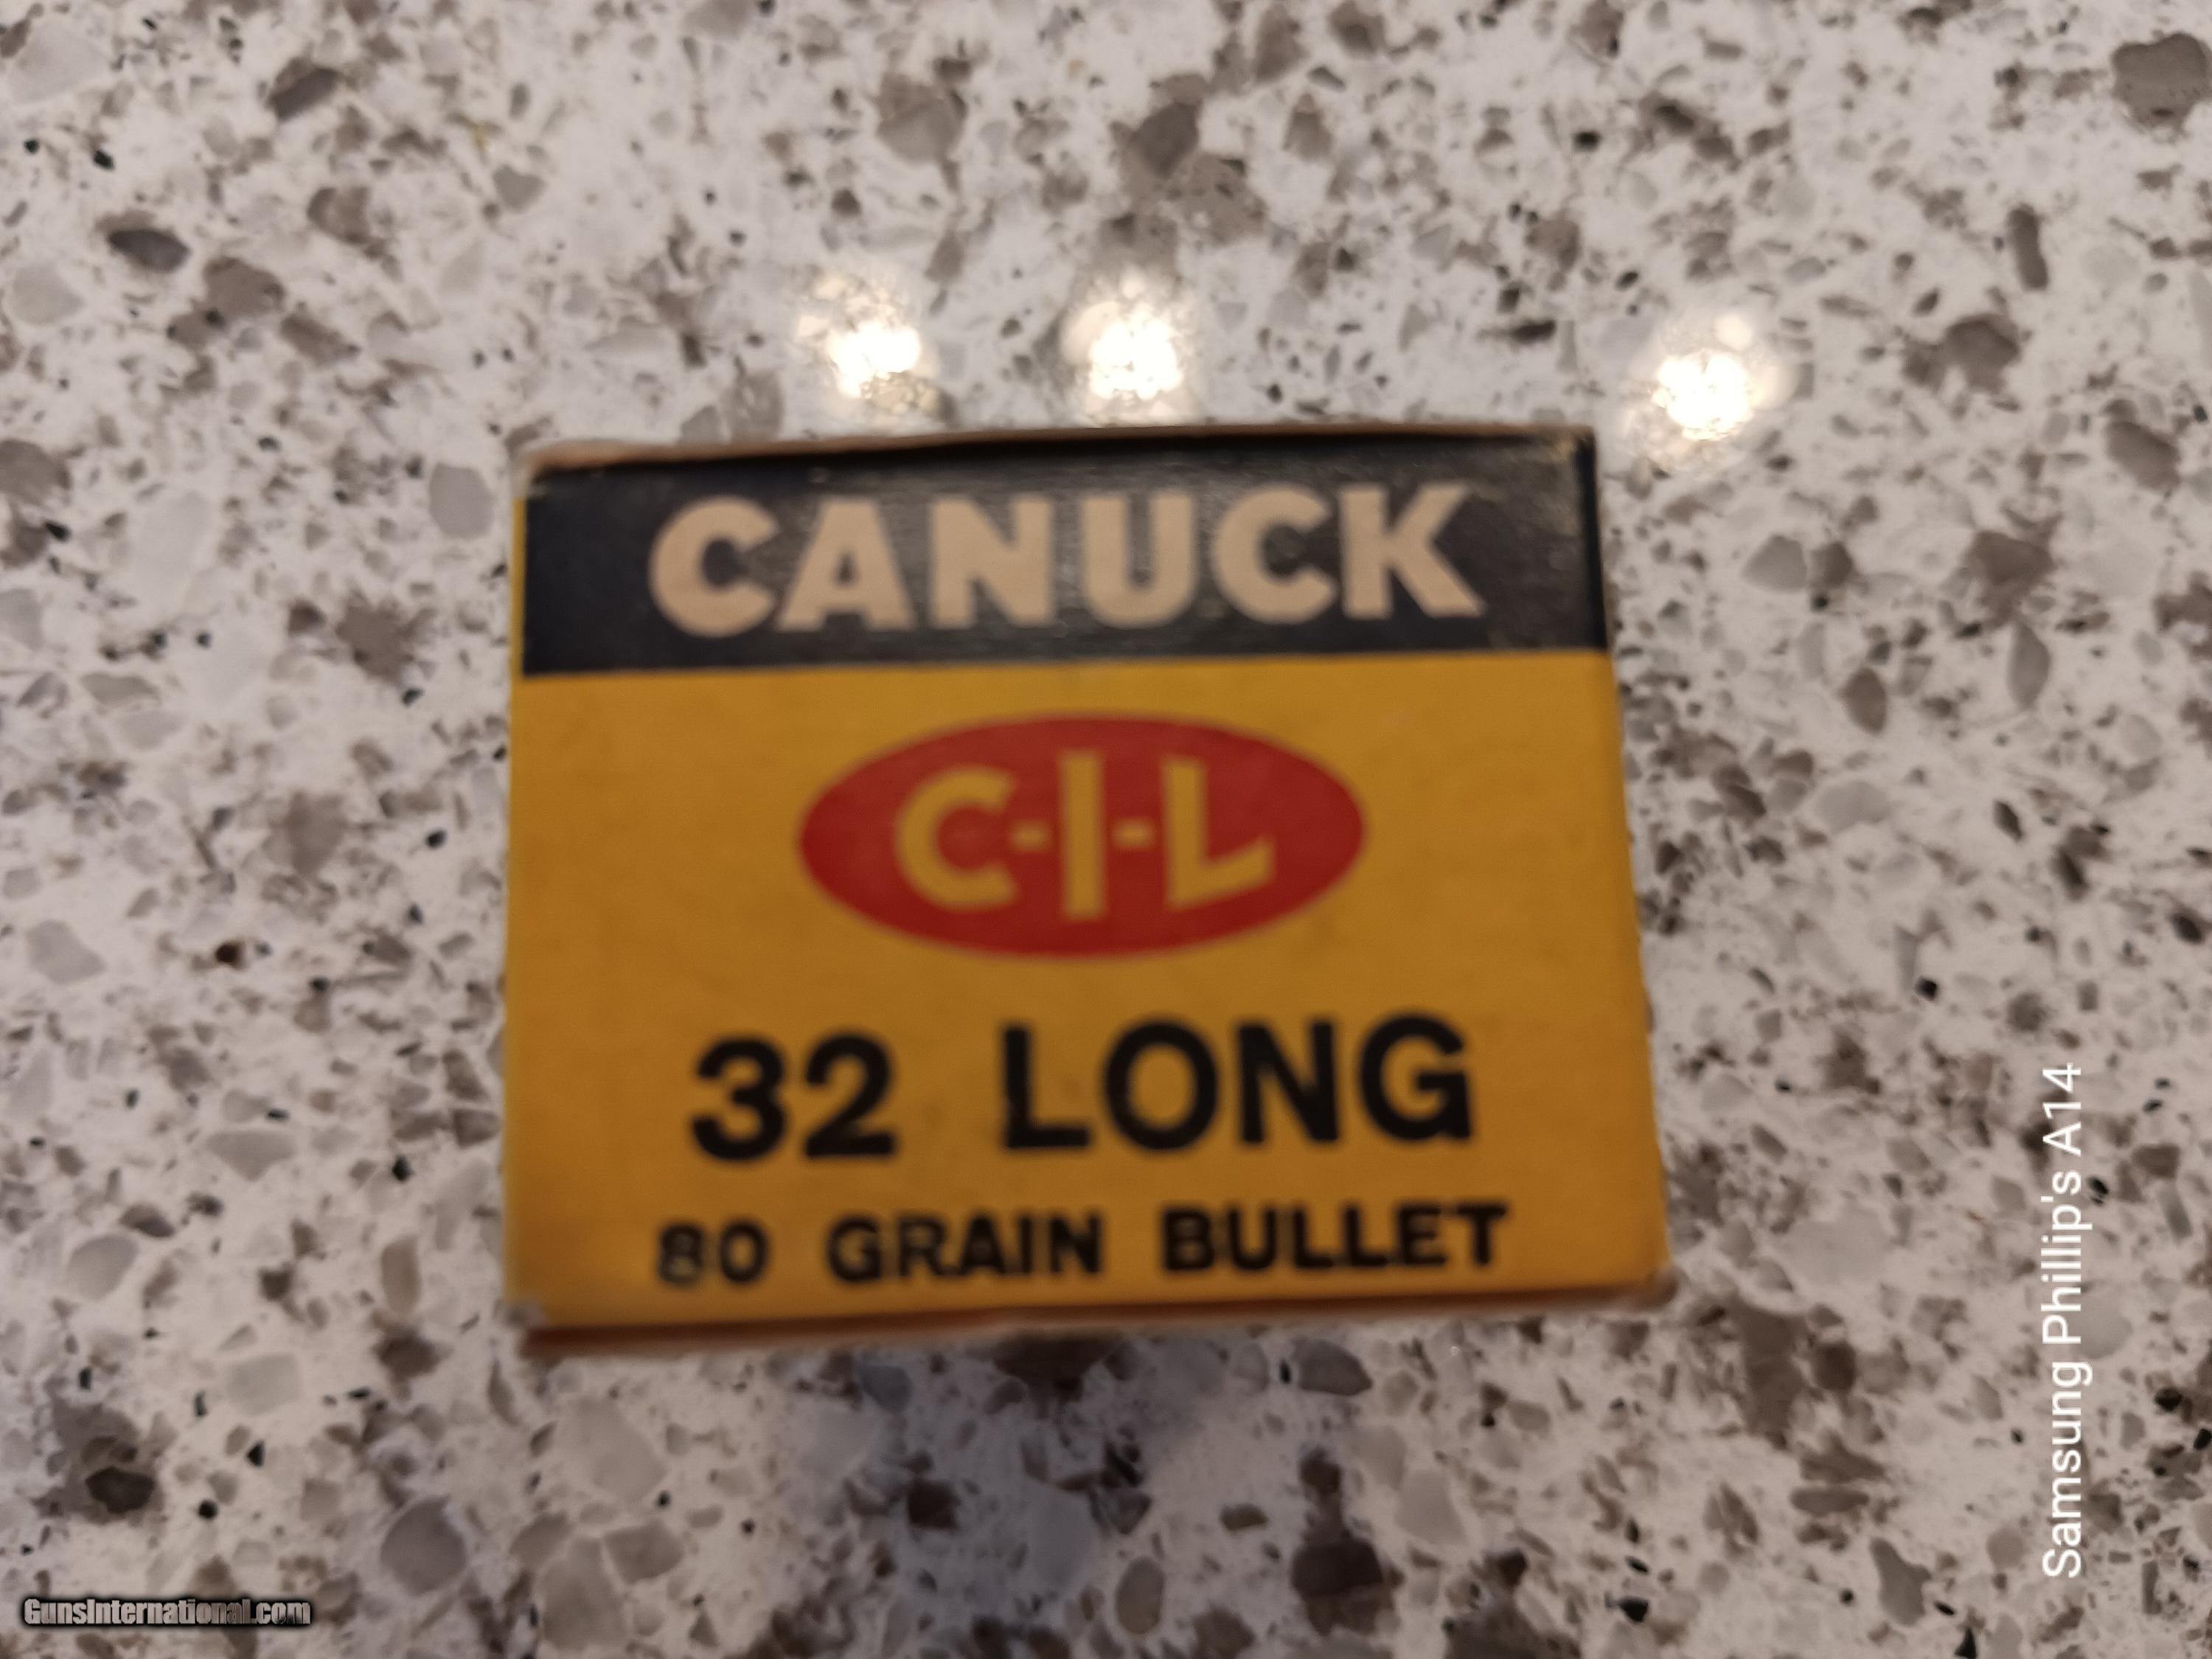 CANUCK
C-I-L
32 LONG
80 GRAIN BULLET
Samsung Phillip's A14
GunsInternational.com